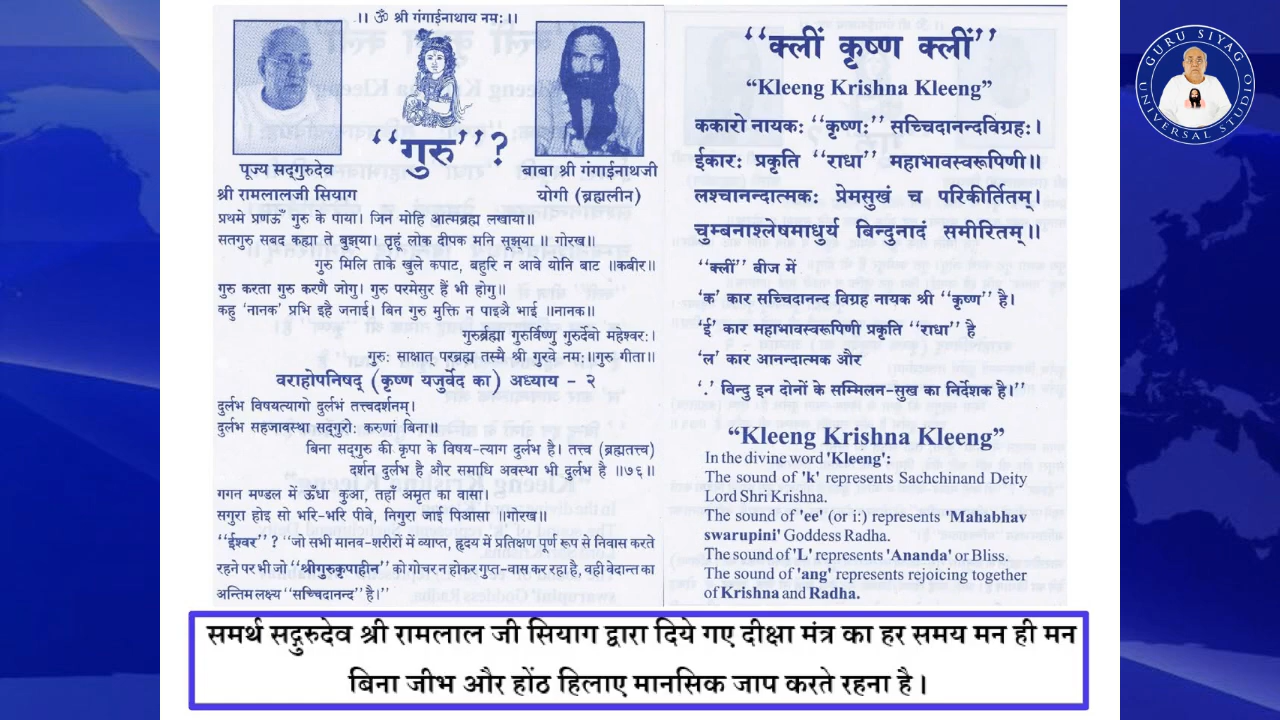 ।। ॐ श्री गंगाईनाथाय नमः।।
“गुरु”?
पूज्य सद्गुरुदेव
श्री रामलालजी सियाग
बाबा श्री गंगाईनाथजी
योगी (ब्रह्मलीन)
प्रथमे प्रणऊँ गुरु के पाया। जिन मोहि आत्मब्रह्म लखाया।।
सतगुरु सबद कह्या ते बुझ्या। तृहूं लोक दीपक मनि सूझ्या ॥ गोरख॥
गुरु मिलि ताके खुले कपाट, बहुरि न आवे योनि बाट ॥कबीर॥
गुरु करता गुरु करणै जोगु। गुरु परमेसुर हैं भी होगु॥
कहु ‘नानक’ प्रभि इहै जनाई। बिन गुरु मुक्ति न पाइऐ भाई ॥नानक॥
गुरुर्ब्रह्मा गुरुर्विष्णु गुरुर्देवो महेश्वरः।
गुरुः साक्षात् परब्रह्म तस्मै श्री गुरवे नमः॥गुरु गीता॥
वराहोपनिषद् (कृष्ण यजुर्वेद का) अध्याय - २
दुर्लभ विषयत्यागो दुर्लभं तत्त्वदर्शनम्।
दुर्लभ सहजावस्था सद्गुरोः करुणां बिना॥
बिना सद्गुरु की कृपा के विषय-त्याग दुर्लभ है। तत्त्व (ब्रह्मतत्त्व)
दर्शन दुर्लभ है और समाधि अवस्था भी दुर्लभ है ॥७६॥
गगन मण्डल में ऊँधा कुआ, तहाँ अमृत का वासा।
सगुरा होइ सो भरि-भरि पीवे, निगुरा जाई पिआसा ॥गोरख॥
“ईश्वर”? “जो सभी मानव-शरीरों में व्याप्त, हृदय में प्रतिक्षण पूर्ण रूप से निवास करते
रहने पर भी जो “श्रीगुरुकृपाहीन” को गोचर न होकर गुप्त-वास कर रहा है, वही वेदान्त का
अन्तिम लक्ष्य “सच्चिदानन्द” है।”
“क्लीं कृष्ण क्लीं”
“Kleeng Krishna Kleeng”
ककारो नायकः “कृष्णः” सच्चिदानन्दविग्रहः।
ईकारः प्रकृति “राधा” महाभावस्वरूपिणी॥
लश्चानन्दात्मकः प्रेमसुखं च परिकीर्तितम्।
चुम्बनाश्लेषमाधुर्यं बिन्दुनादं समीरितम्॥
“क्लीं” बीज में
‘क’ कार सच्चिदानन्द विग्रह नायक श्री “कृष्ण” है।
‘ई’ कार महाभावस्वरूपिणी प्रकृति “राधा” है
‘ल’ कार आनन्दात्मक और
‘.’ बिन्दु इन दोनों के सम्मिलन-सुख का निर्देशक है।”
“Kleeng Krishna Kleeng”
In the divine word 'Kleeng':
The sound of 'k' represents Sachchinand Deity
Lord Shri Krishna.
The sound of 'ee' (or i:) represents 'Mahabhav
swarupini' Goddess Radha.
The sound of 'L' represents 'Ananda' or Bliss.
The sound of 'ang' represents rejoicing together
of Krishna and Radha.
समर्थ सद्गुरुदेव श्री रामलाल जी सियाग द्वारा दिये गए दीक्षा मंत्र का हर समय मन ही मन
बिना जीभ और होंठ हिलाए मानसिक जाप करते रहना है।
GURU SIYAG
UNIVERSAL STUDIO